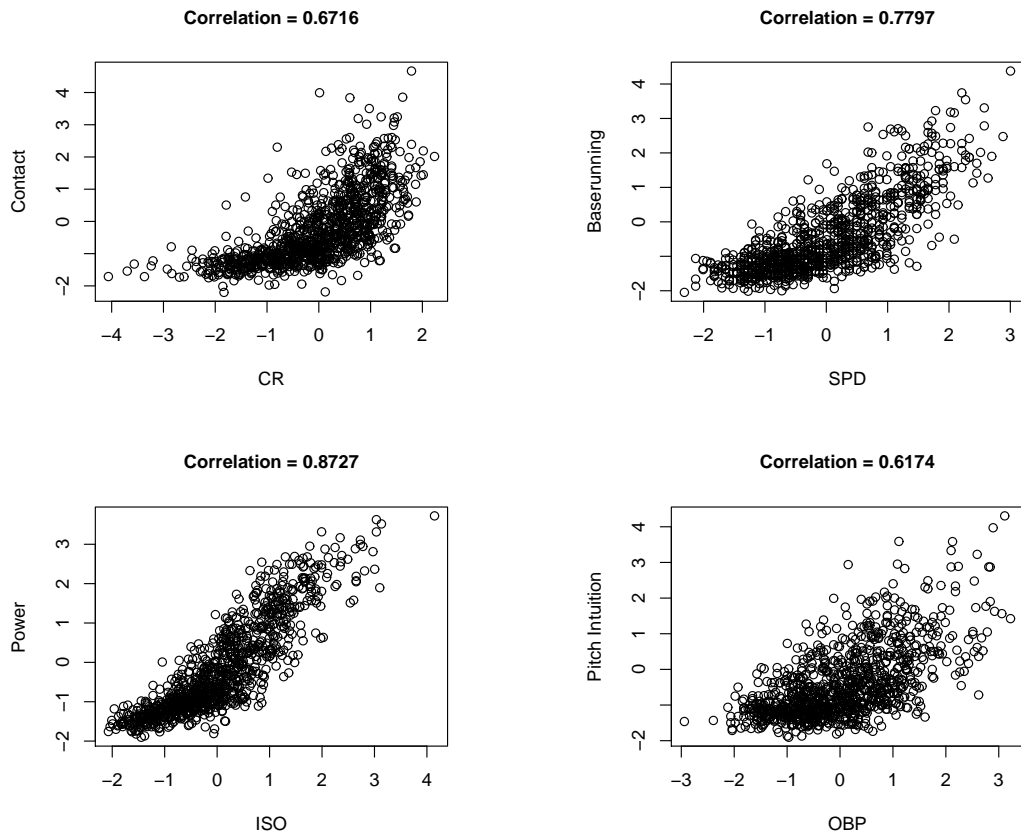 Correlation = 0.6716
4
3
2
1
0
−2
Contact
−4 −3 −2 −1 0 1 2
CR
Correlation = 0.7797
4
3
2
1
0
−2
Baserunning
−2 −1 0 1 2 3
SPD
Correlation = 0.8727
3
2
1
0
−1
−2
Power
−2 −1 0 1 2 3 4
ISO
Correlation = 0.6174
4
3
2
1
0
−2
Pitch Intuition
−3 −2 −1 0 1 2 3
OBP